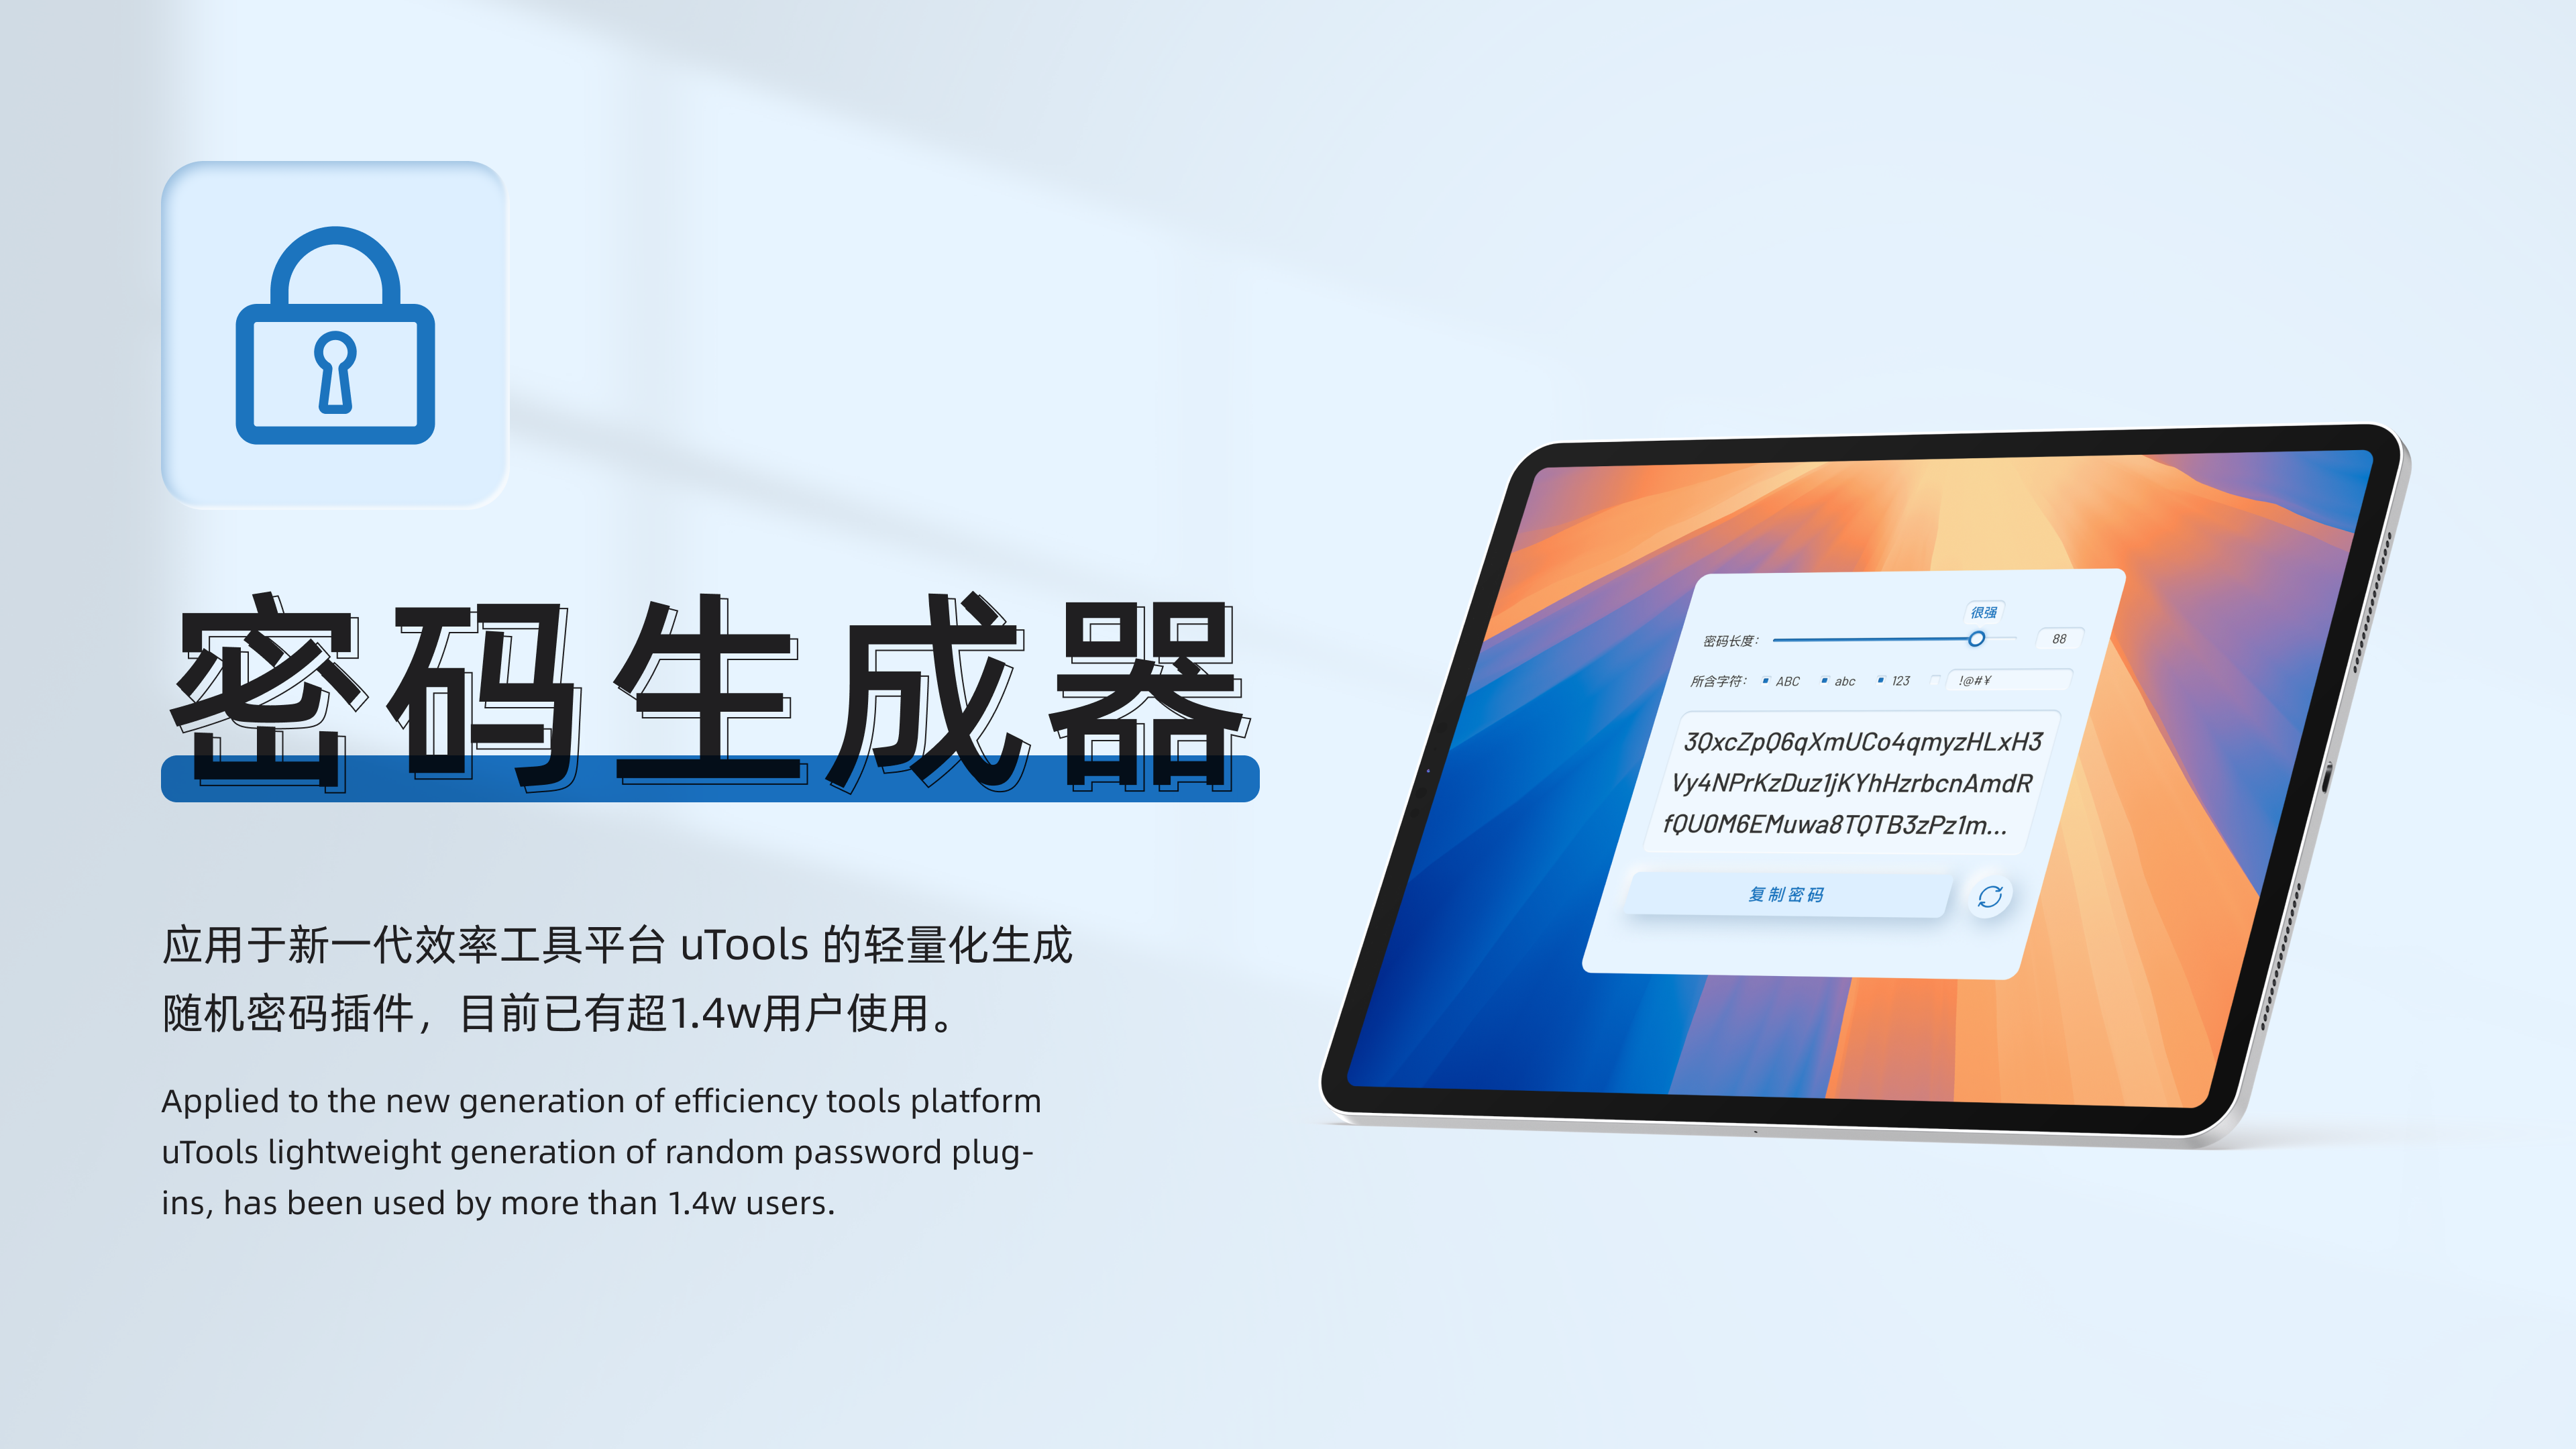 密码生成器
应用于新一代效率工具平台 uTools 的轻量化生成
随机密码插件，目前已有超1.4w用户使用。
Applied to the new generation of efficiency tools platform
uTools lightweight generation of random password plug-
ins, has been used by more than 1.4w users.
很强
密码长度： 88
所含字符： ABC abc 123 !@#¥
3QxcZpQ6qXmUCo4qmyzHLxH3
Vy4NPrKzDuz1jKYhHzrbcnAmdR
fQU0M6EMuwa8TQTB3zPz1m...
复制密码